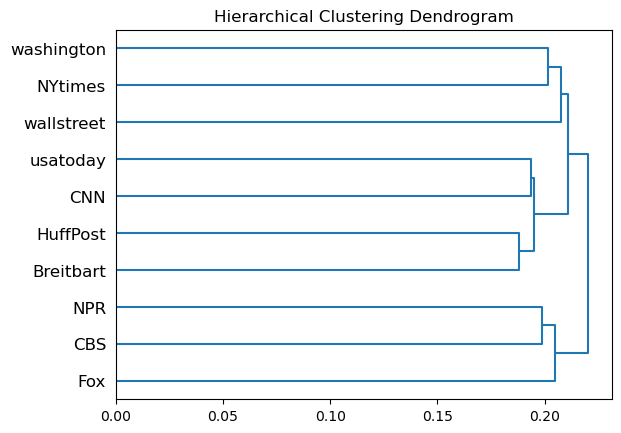 Hierarchical Clustering Dendrogram
washington
NYtimes
wallstreet
usatoday
CNN
HuffPost
Breitbart
NPR
CBS
Fox
0.00 0.05 0.10 0.15 0.20